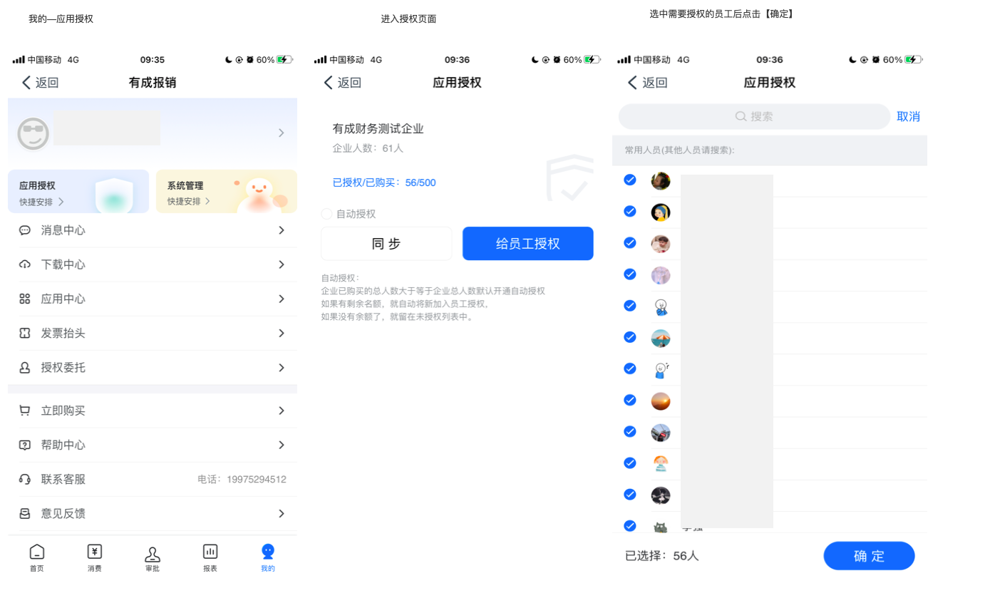 我的—应用授权
中国移动 4G
09:35
60%
返回
有成报销
应用授权
快捷安排
系统管理
快捷安排
消息中心
下载中心
应用中心
发票抬头
授权委托
立即购买
帮助中心
联系客服
电话：19975294512
意见反馈
首页
消费
审批
报表
我的
进入授权页面
中国移动 4G
09:36
60%
返回
应用授权
有成财务测试企业
企业人数：61人
已授权/已购买：56/500
自动授权
同 步
给员工授权
自动授权：
企业已购买的总人数大于等于企业总人数默认开通自动授权
如果有剩余名额，就自动将新加入员工授权，
如果没有余额了，就留在未授权列表中。
选中需要授权的员工后点击【确定】
中国移动 4G
09:36
60%
返回
应用授权
搜索
取消
常用人员(其他人员请搜索):
已选择：56人
确 定